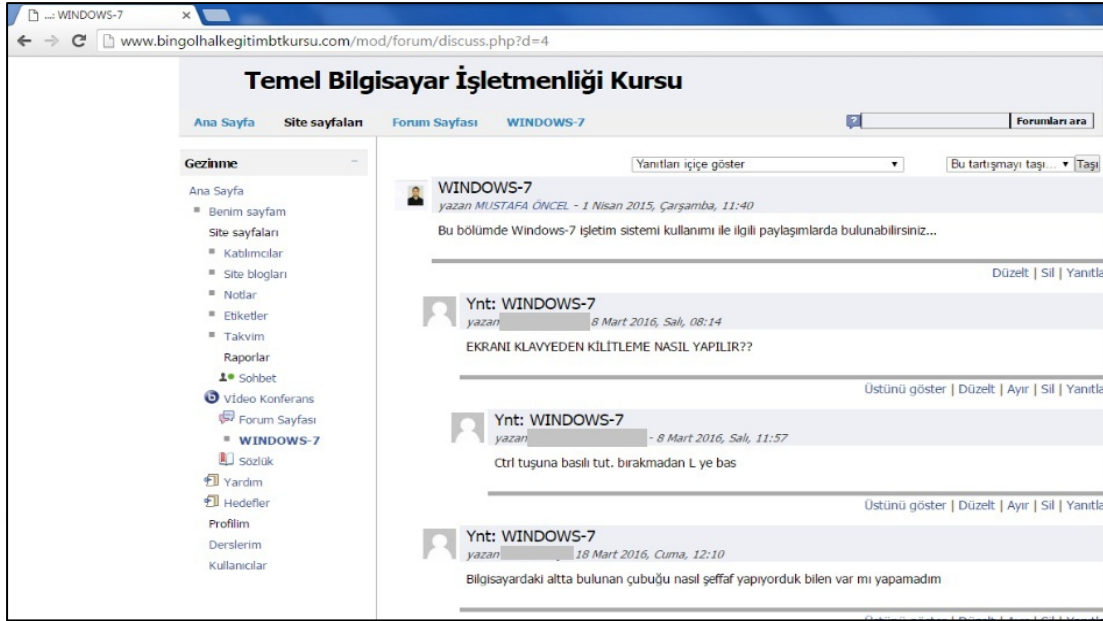 ...: WINDOWS-7
www.bingolhalkegitimbtkursu.com/mod/forum/discuss.php?d=4
Temel Bilgisayar İşletmenliği Kursu
Ana Sayfa Site sayfaları Forum Sayfası WINDOWS-7 Forumları ara
Gezinme
Ana Sayfa
Benim sayfam
Site sayfaları
Katılımcılar
Site blogları
Notlar
Etiketler
Takvim
Raporlar
Sohbet
Vİdeo Konferans
Forum Sayfası
WINDOWS-7
Sözlük
Yardım
Hedefler
Profilim
Derslerim
Kullanıcılar
Yanıtları içiçe göster Bu tartışmayı taşı... Taşı
WINDOWS-7
yazan MUSTAFA ÖNCEL - 1 Nisan 2015, Çarşamba, 11:40
Bu bölümde Windows-7 işletim sistemi kullanımı ile ilgili paylaşımlarda bulunabilirsiniz...
Düzelt | Sil | Yanıtla
Ynt: WINDOWS-7
yazan 8 Mart 2016, Salı, 08:14
EKRANI KLAVYEDEN KİLİTLEME NASIL YAPILIR??
Üstünü göster | Düzelt | Ayır | Sil | Yanıtla
Ynt: WINDOWS-7
yazan - 8 Mart 2016, Salı, 11:57
Ctrl tuşuna basılı tut. bırakmadan L ye bas
Üstünü göster | Düzelt | Ayır | Sil | Yanıtla
Ynt: WINDOWS-7
yazan 18 Mart 2016, Cuma, 12:10
Bilgisayardaki altta bulunan çubuğu nasıl şeffaf yapıyorduk bilen var mı yapamadım